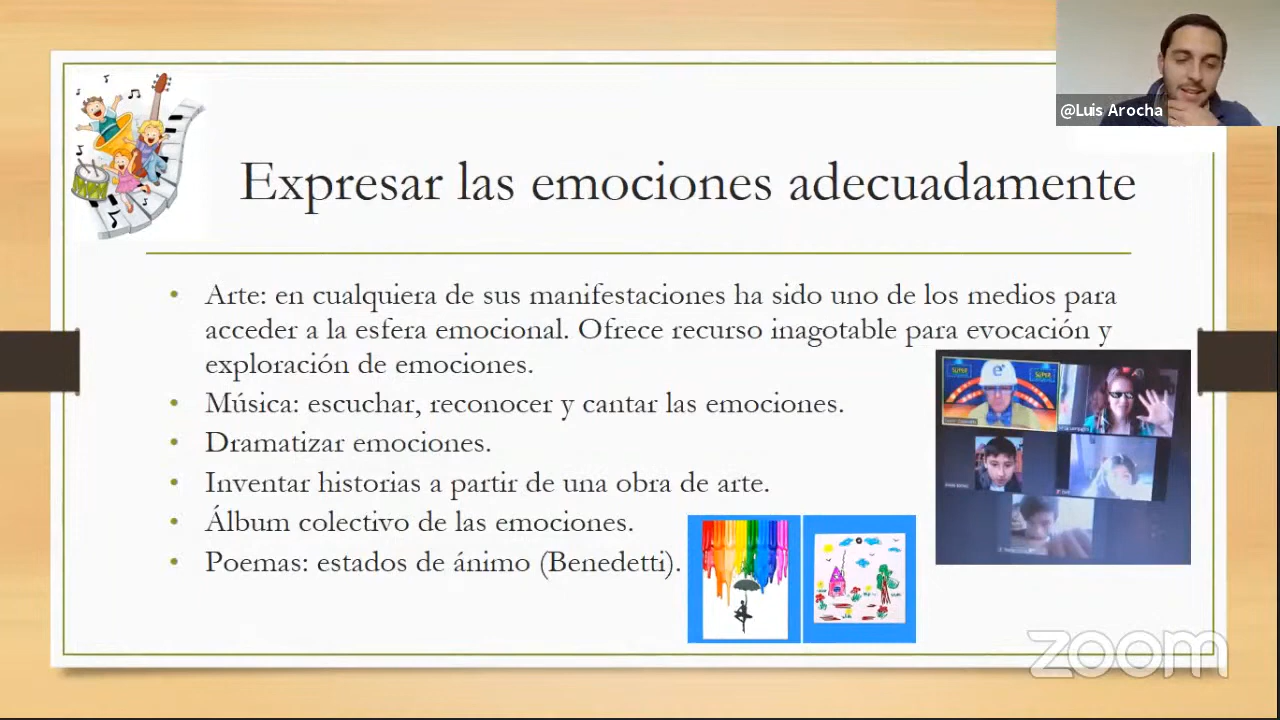 @Luis Arocha
Expresar las emociones adecuadamente
• Arte: en cualquiera de sus manifestaciones ha sido uno de los medios para
acceder a la esfera emocional. Ofrece recurso inagotable para evocación y
exploración de emociones.
• Música: escuchar, reconocer y cantar las emociones.
• Dramatizar emociones.
• Inventar historias a partir de una obra de arte.
• Álbum colectivo de las emociones.
• Poemas: estados de ánimo (Benedetti).
SUPER
SUPER
zoom